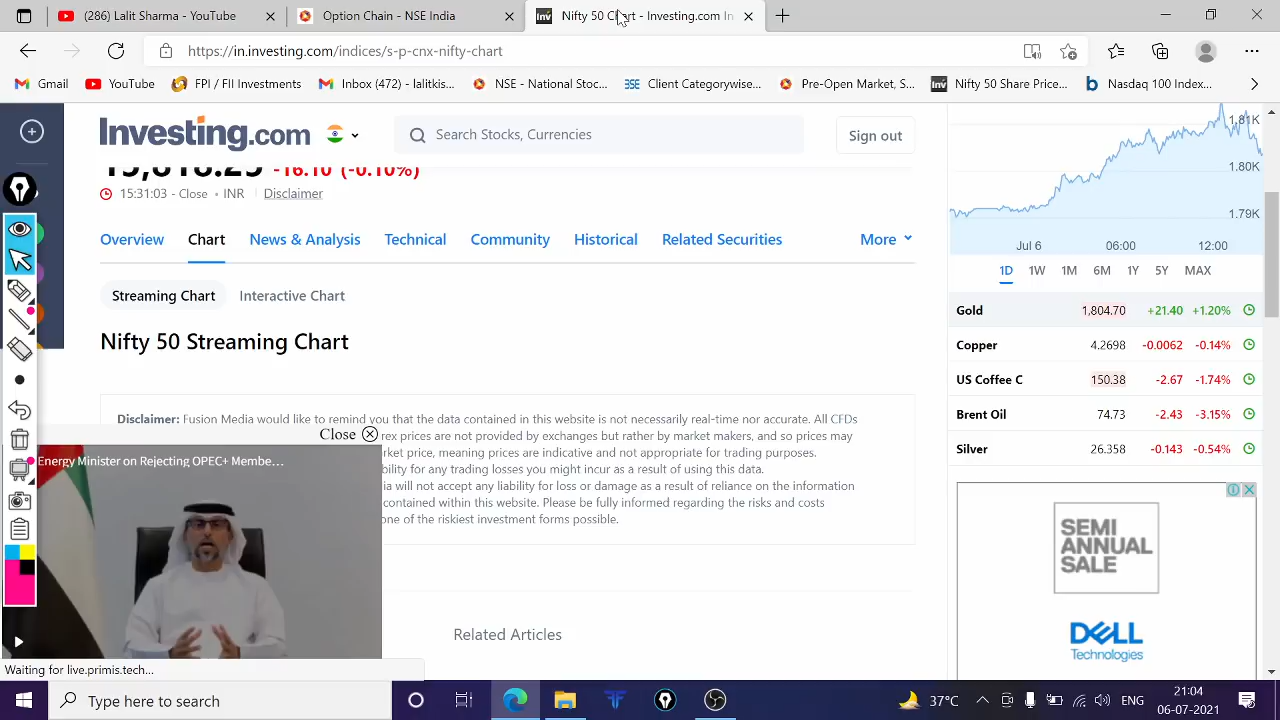 Option Chain - NSE India
Nifty 50 Chart - Investing.com In
https://in.investing.com/indices/s-p-cnx-nifty-chart
Gmail
YouTube
FPI / FII Investments
Inbox (472) - lalitkis...
NSE - National Stoc...
BSE Client Categorywise...
Pre-Open Market, S...
Inv Nifty 50 Share Price...
Nasdaq 100 Index...
Investing.com
Search Stocks, Currencies
Sign out
-16.10 (-0.10%)
15:31:03 - Close • INR
Disclaimer
Overview
Chart
News & Analysis
Technical
Community
Historical
Related Securities
More
Streaming Chart
Interactive Chart
Nifty 50 Streaming Chart
Disclaimer: Fusion Media would like to remind you that the data contained in this website is not necessarily real-time nor accurate. All CFDs
rex prices are not provided by exchanges but rather by market makers, and so prices may
rket price, meaning prices are indicative and not appropriate for trading purposes.
bility for any trading losses you might incur as a result of using this data.
ia will not accept any liability for loss or damage as a result of reliance on the information
contained within this website. Please be fully informed regarding the risks and costs
one of the riskiest investment forms possible.
Close
Energy Minister on Rejecting OPEC+ Membe...
Related Articles
1.81K
1.80K
1.79K
Jul 6
06:00
12:00
1D
1W
1M
6M
1Y
5Y
MAX
Gold 1,804.70 +21.40 +1.20%
Copper 4.2698 -0.0062 -0.14%
US Coffee C 150.38 -2.67 -1.74%
Brent Oil 74.73 -2.43 -3.15%
Silver 26.358 -0.143 -0.54%
SEMI
ANNUAL
SALE
DELL
Technologies
Waiting for live.primis.tech...
Type here to search
37°C
ENG
21:04
06-07-2021